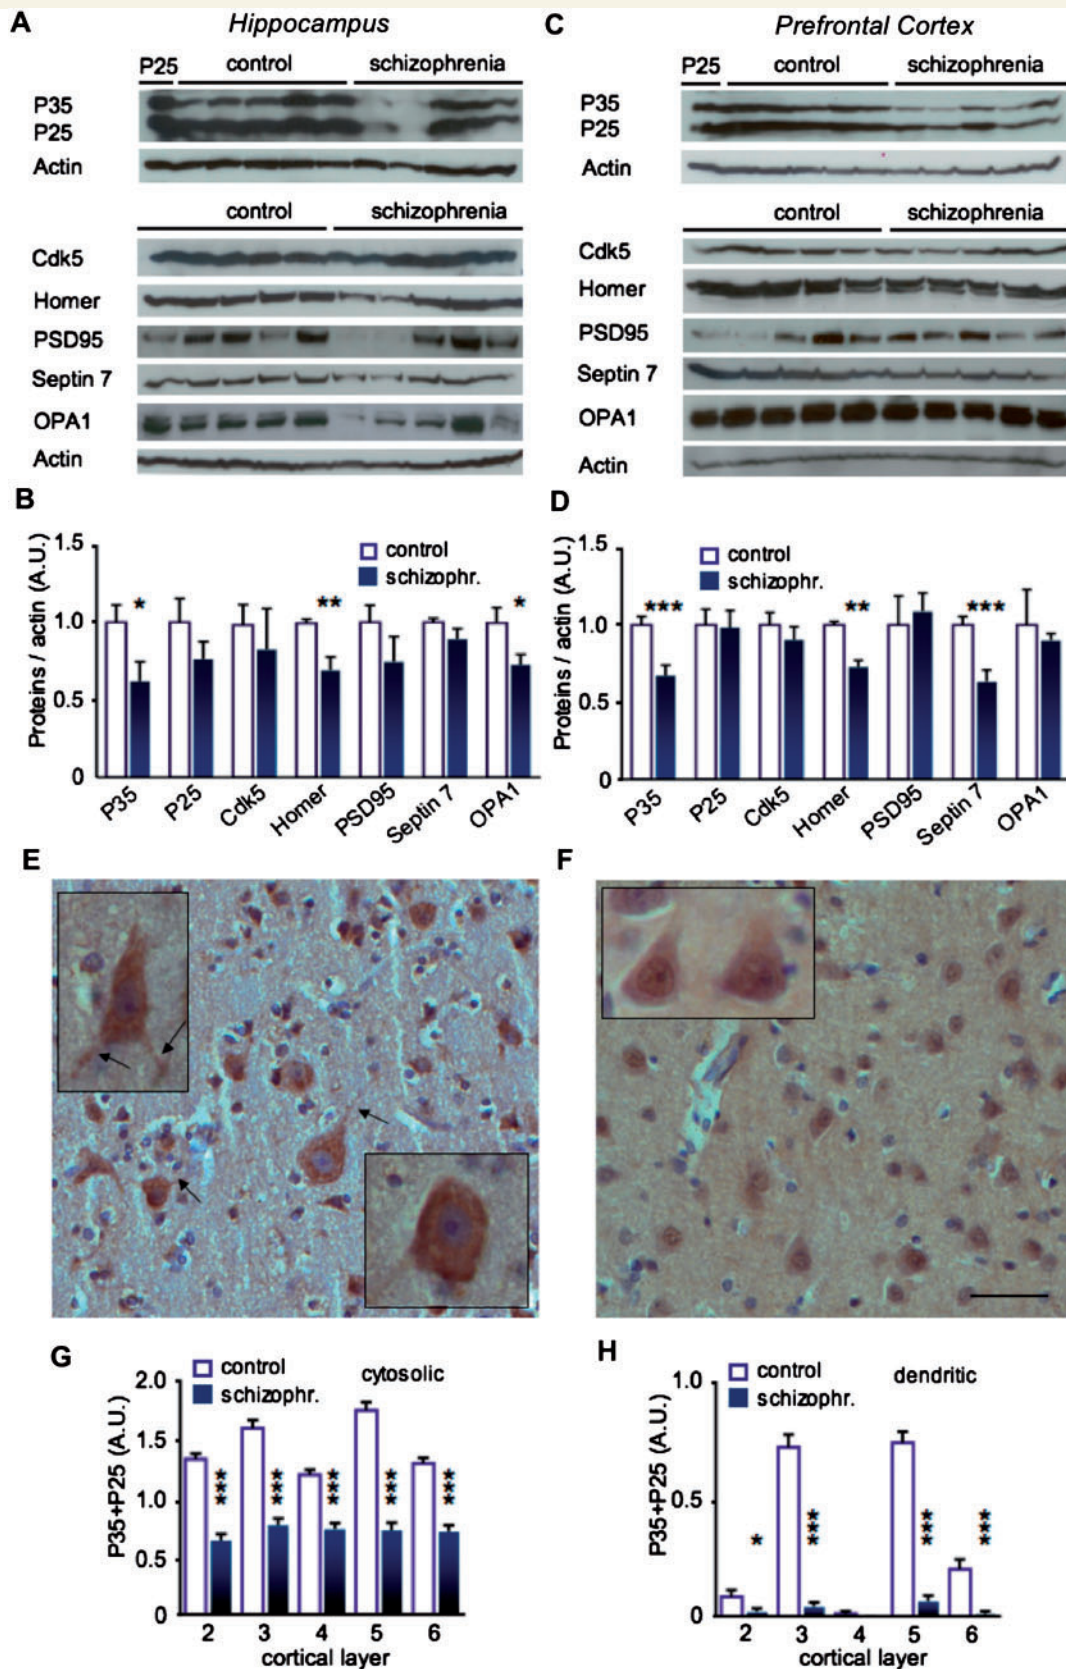 A
Hippocampus
P25 control schizophrenia
P35
P25
Actin
control schizophrenia
Cdk5
Homer
PSD95
Septin 7
OPA1
Actin
C
Prefrontal Cortex
P25 control schizophrenia
P35
P25
Actin
control schizophrenia
Cdk5
Homer
PSD95
Septin 7
OPA1
Actin
B
Proteins / actin (A.U.)
1.5
1.0
0.5
0
control
schizophr.
* ** *
P35 P25 Cdk5 Homer PSD95 Septin 7 OPA1
D
Proteins / actin (A.U.)
1.5
1.0
0.5
0
control
schizophr.
*** ** ***
P35 P25 Cdk5 Homer PSD95 Septin 7 OPA1
E
F
G
control
schizophr.
cytosolic
P35+P25 (A.U.)
2.0
1.5
1.0
0.5
0
*** *** *** *** ***
2 3 4 5 6
cortical layer
H
control
schizophr.
dendritic
P35+P25 (A.U.)
1.0
0.5
0
* *** *** ***
2 3 4 5 6
cortical layer